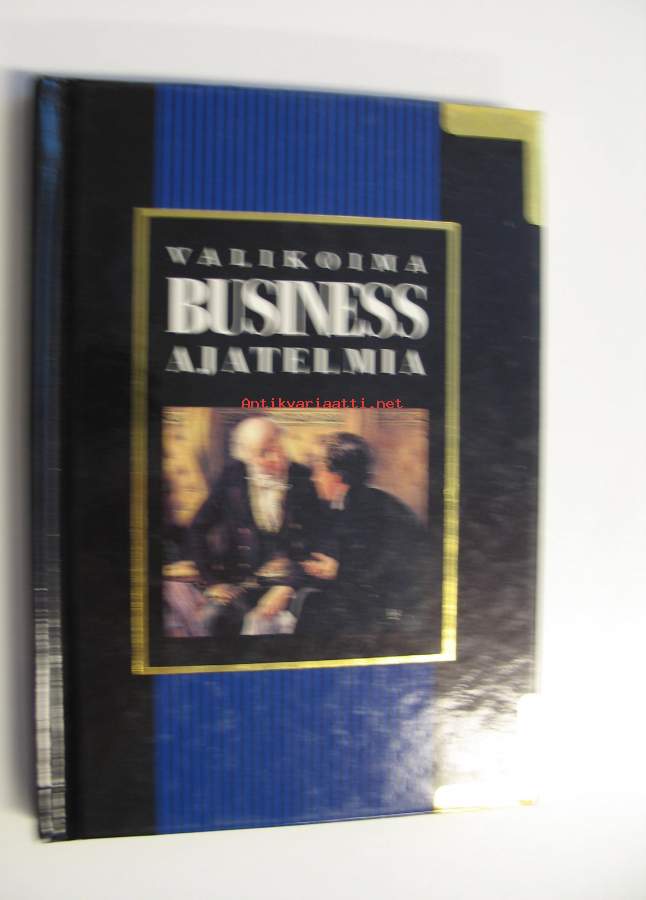 VALIKOIMA
BUSINESS
AJATELMIA
Antikvariaatti.net